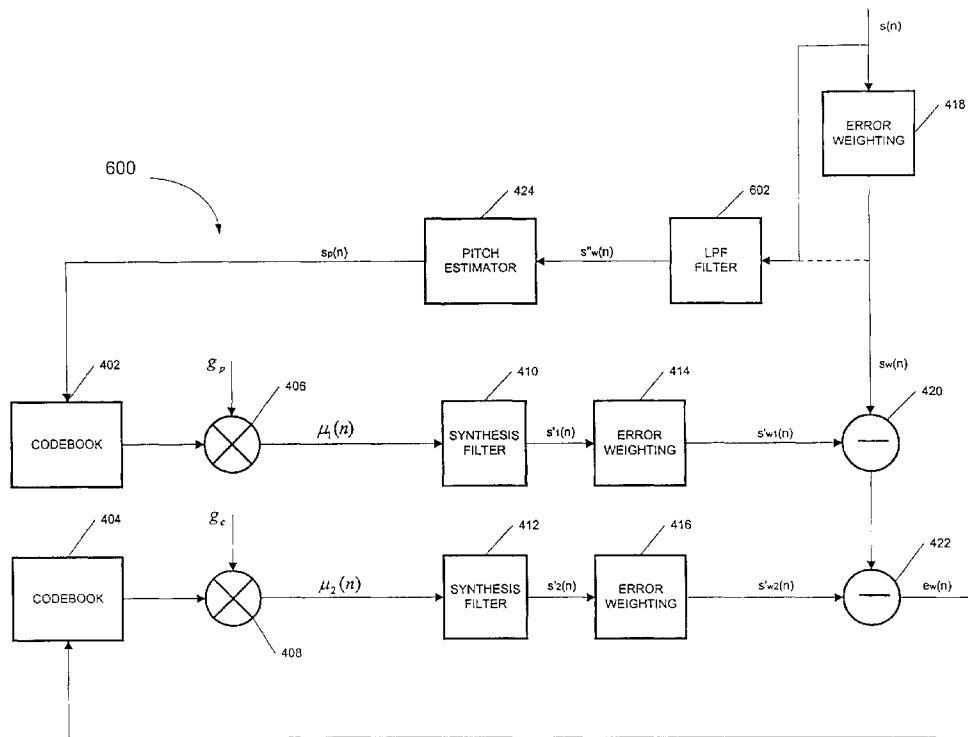 s(n)
418
ERROR
WEIGHTING
600
424
602
sp(n)
PITCH
ESTIMATOR
s"w(n)
LPF
FILTER
sw(n)
402
gp
406
410
414
420
CODEBOOK
μ1(n)
SYNTHESIS
FILTER
s'1(n)
ERROR
WEIGHTING
s'w1(n)
404
gc
412
416
422
CODEBOOK
μ2(n)
SYNTHESIS
FILTER
s'2(n)
ERROR
WEIGHTING
s'w2(n)
ew(n)
408